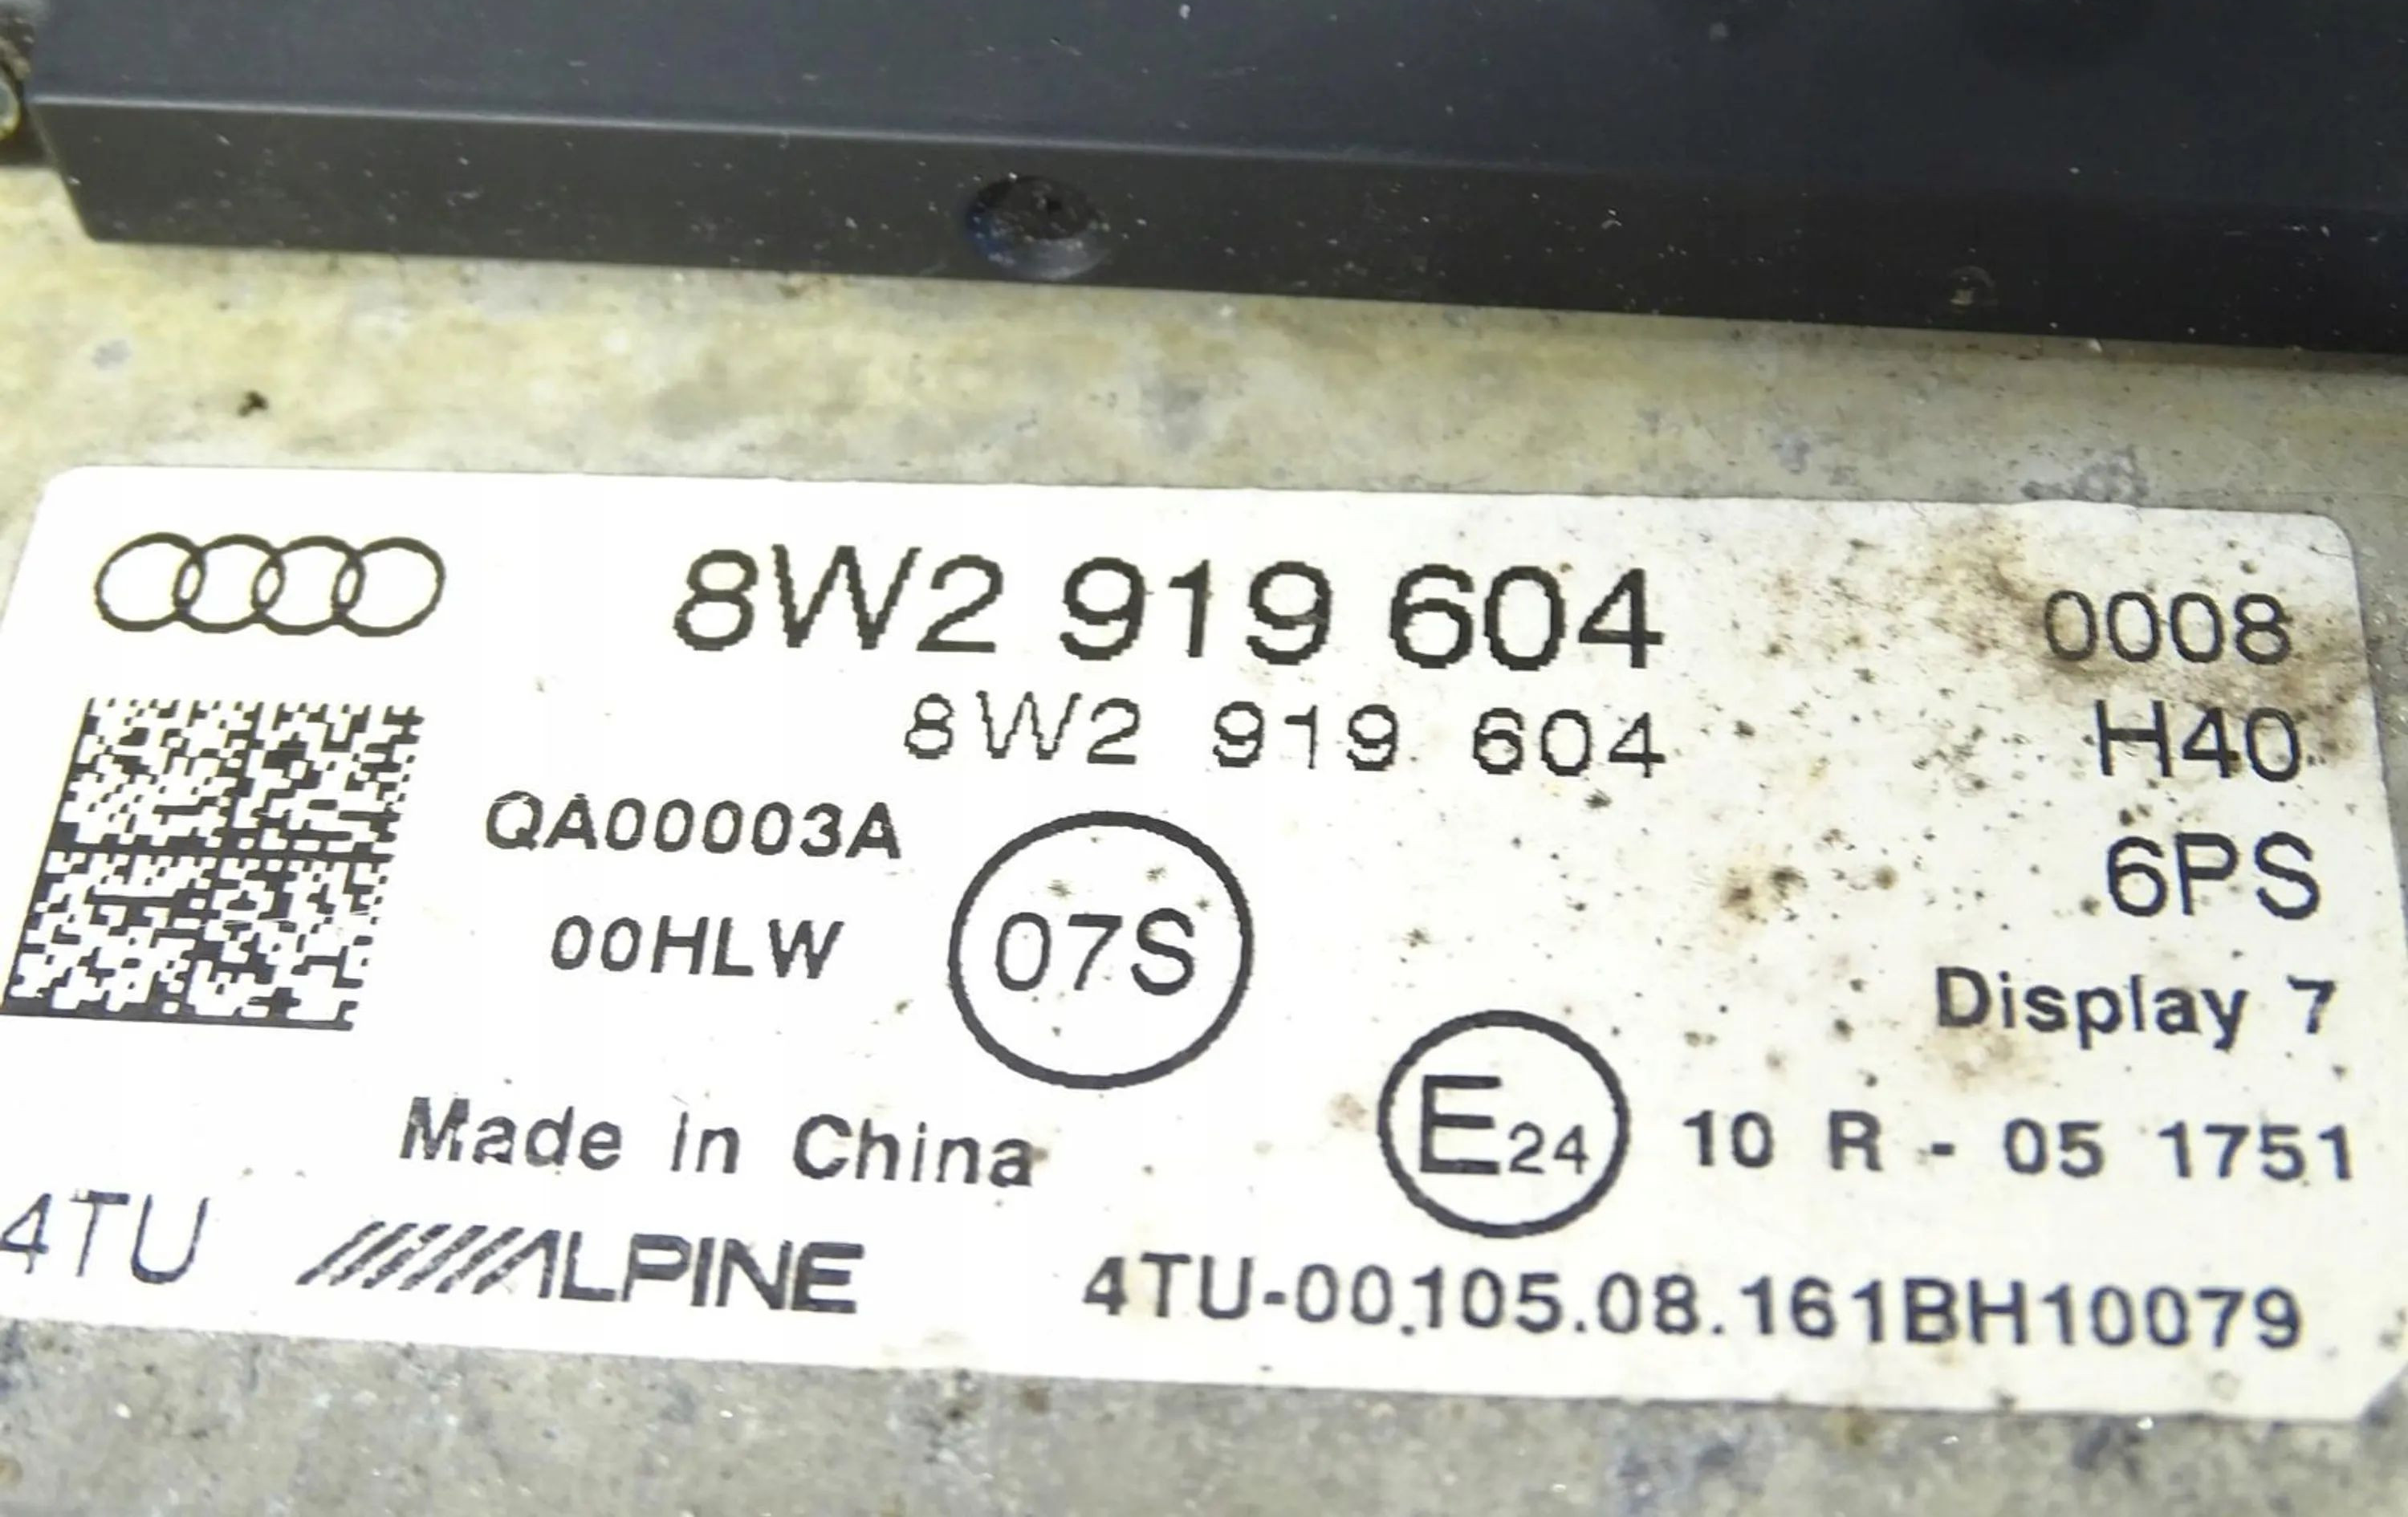 8W2 919 604 0008
8W2 919 604 H40
QA00003A 6PS
00HLW 07S Display 7
Made in China E24 10 R - 05 1751
4TU ALPINE 4TU-00.105.08.161BH10079